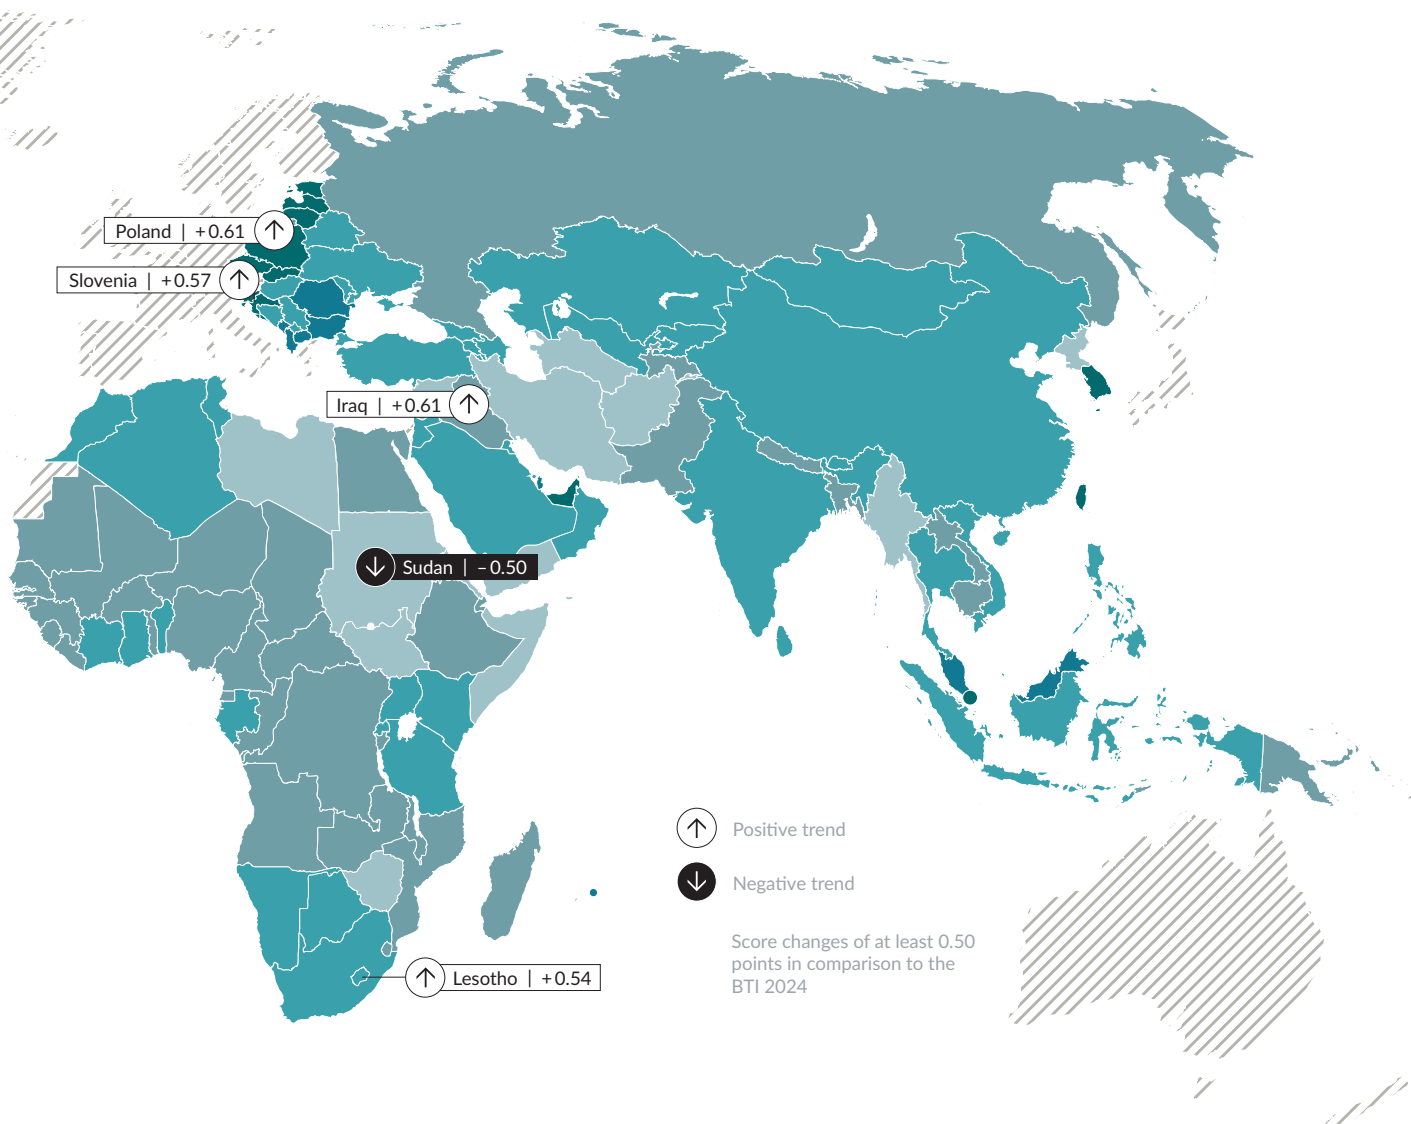 Poland | +0.61
Slovenia | +0.57
Iraq | +0.61
Sudan | –0.50
Positive trend
Negative trend
Score changes of at least 0.50
points in comparison to the
BTI 2024
Lesotho | +0.54